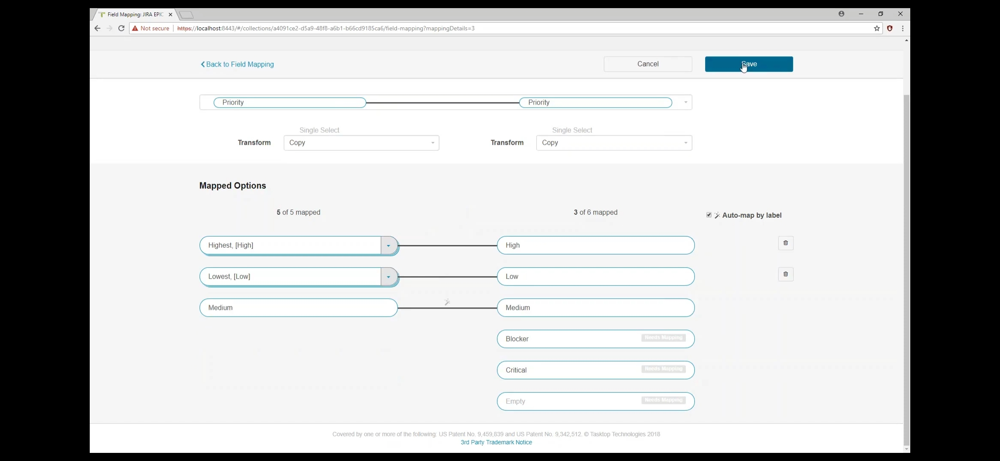 Field Mapping: JIRA EPIC
Not secure | https://localhost:8443/#/collections/a4091ce2-d5a9-48f8-a6b1-b66cd9185ca6/field-mapping?mappingDetails=3
Back to Field Mapping
Cancel
Save
Priority Priority
Single Select Single Select
Transform Copy Transform Copy
Mapped Options
5 of 5 mapped 3 of 6 mapped Auto-map by label
Highest, [High] High
Lowest, [Low] Low
Medium Medium
Blocker Needs Mapping
Critical Needs Mapping
Empty Needs Mapping
Covered by one or more of the following: US Patent No. 9,459,839 and US Patent No. 9,342,512. © Tasktop Technologies 2018
3rd Party Trademark Notice